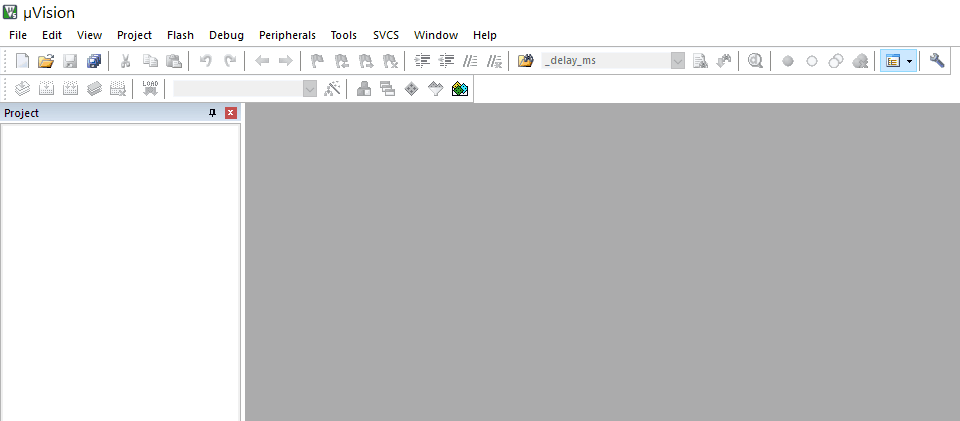 µVision
File Edit View Project Flash Debug Peripherals Tools SVCS Window Help
_delay_ms
LOAD
Project